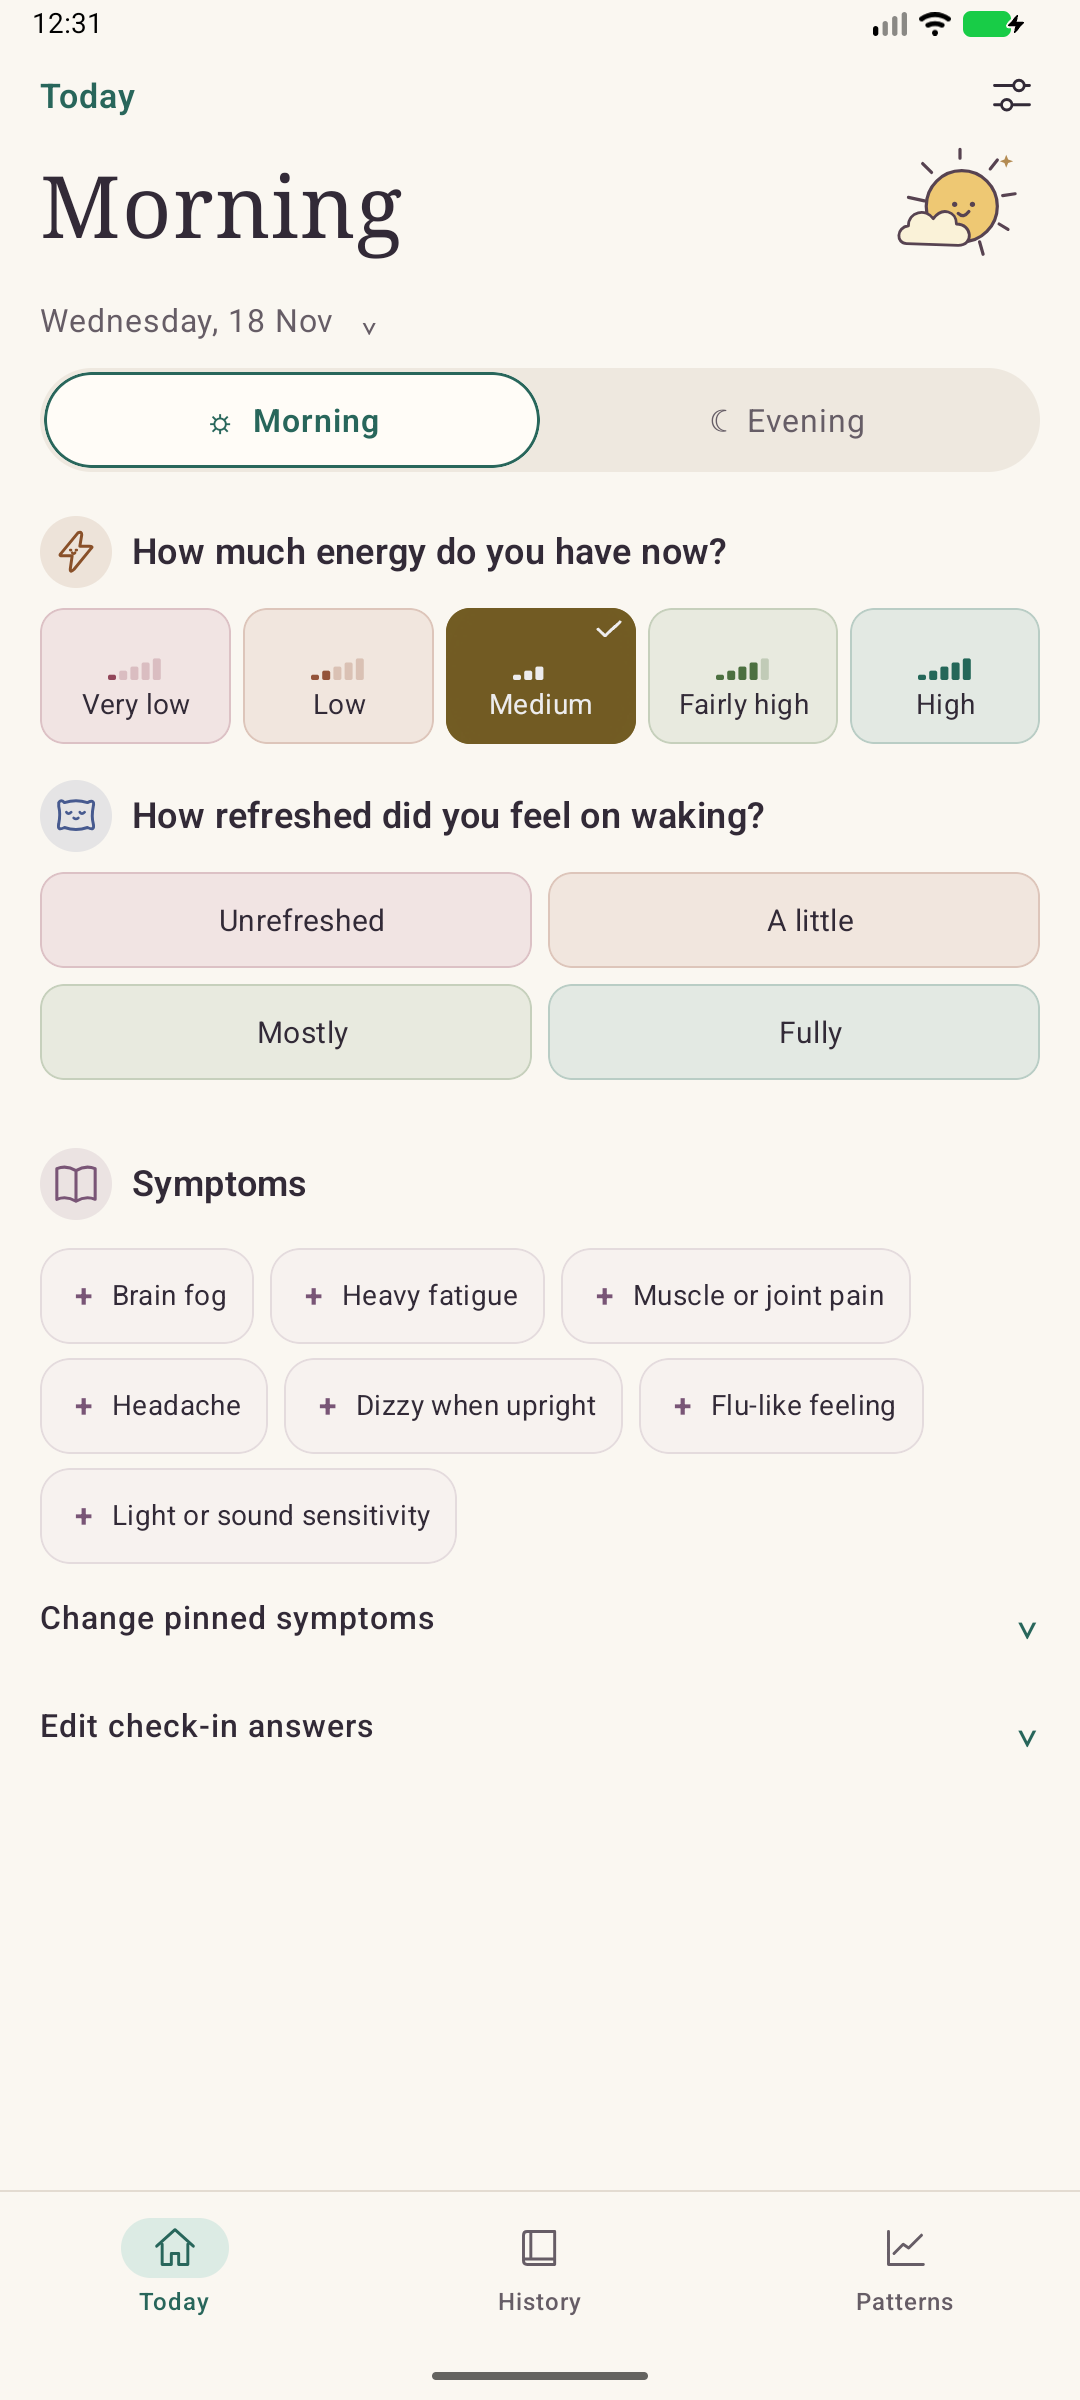 12:31
Today
Morning
Wednesday, 18 Nov
Morning
Evening
How much energy do you have now?
Very low
Low
Medium
Fairly high
High
How refreshed did you feel on waking?
Unrefreshed
A little
Mostly
Fully
Symptoms
+ Brain fog
+ Heavy fatigue
+ Muscle or joint pain
+ Headache
+ Dizzy when upright
+ Flu-like feeling
+ Light or sound sensitivity
Change pinned symptoms
Edit check-in answers
Today
History
Patterns